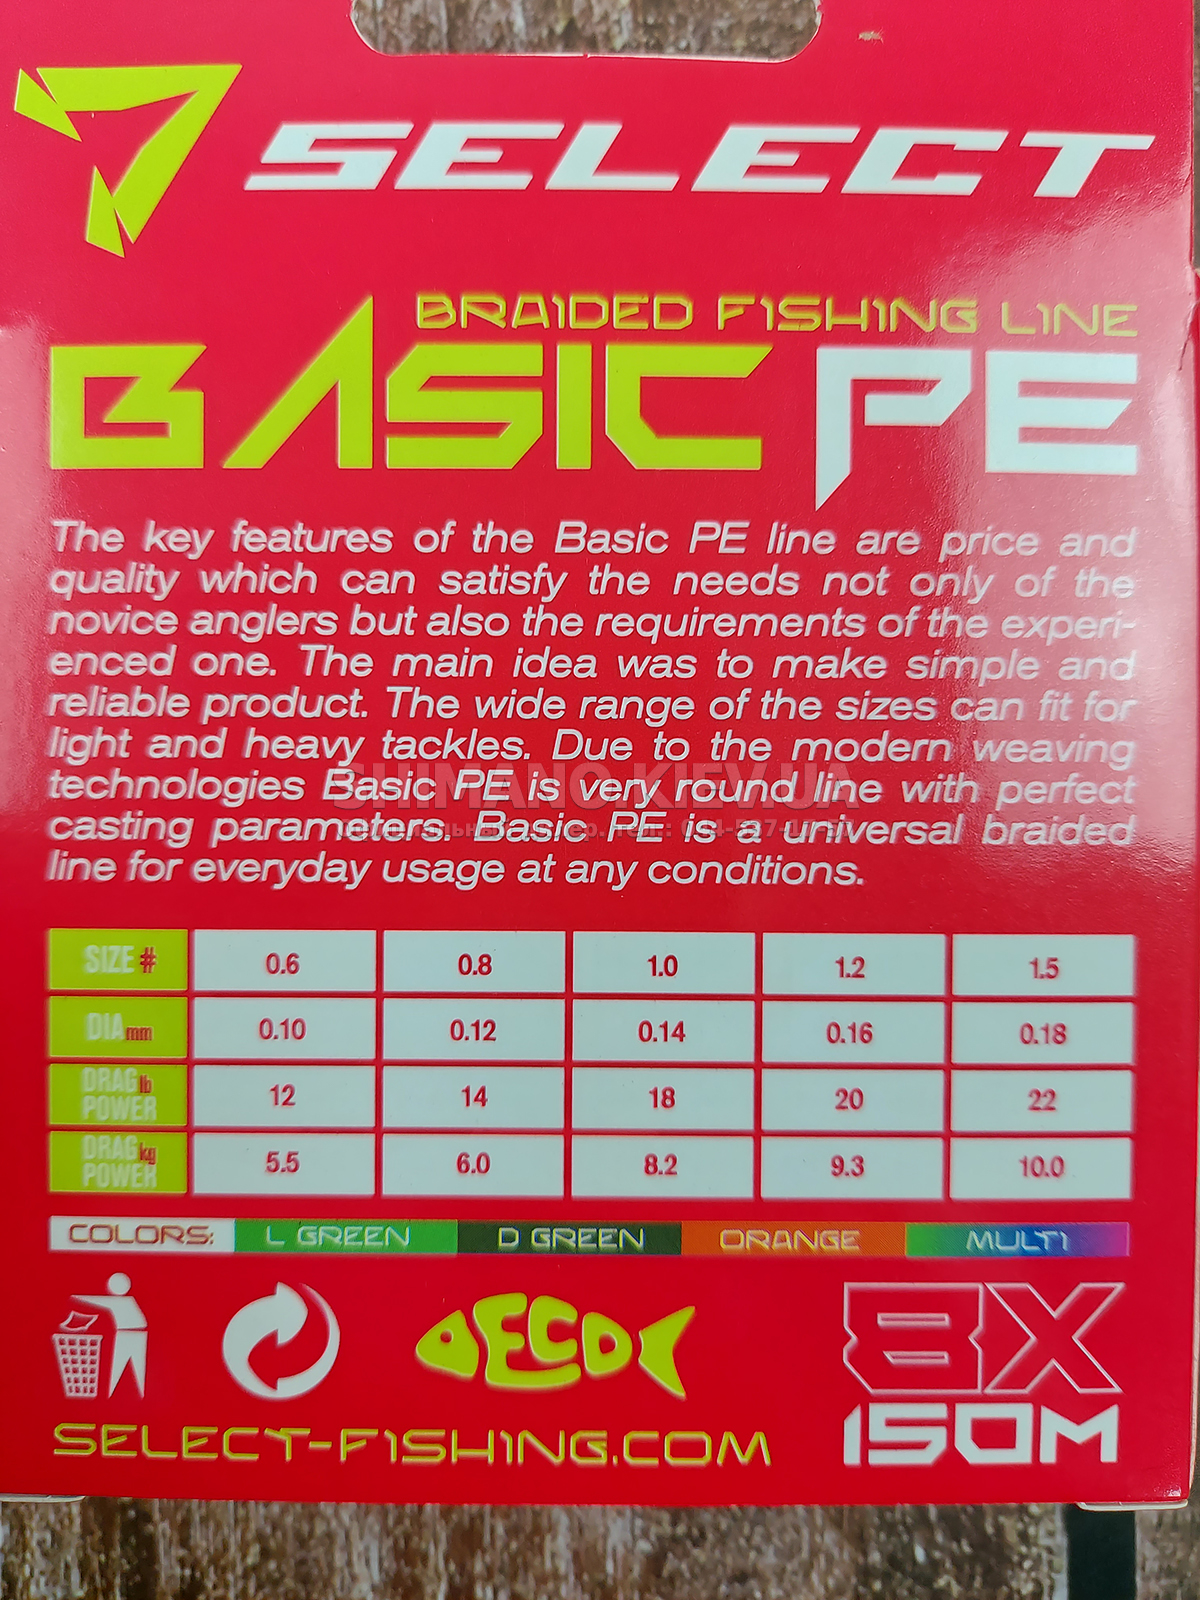 SELECT
BRAIDED FISHING LINE
BASIC PE
The key features of the Basic PE line are price and
quality which can satisfy the needs not only of the
novice anglers but also the requirements of the experi-
enced one. The main idea was to make simple and
reliable product. The wide range of the sizes can fit for
light and heavy tackles. Due to the modern weaving
technologies Basic PE is very round line with perfect
casting parameters. Basic PE is a universal braided
line for everyday usage at any conditions.
SHIMANO.KIEV.UA
SIZE # 0.6 0.8 1.0 1.2 1.5
DIA mm 0.10 0.12 0.14 0.16 0.18
DRAG lb POWER 12 14 18 20 22
DRAG kg POWER 5.5 6.0 8.2 9.3 10.0
COLORS: L GREEN D GREEN ORANGE MULTI
ECO
8X
150M
SELECT-FISHING.COM